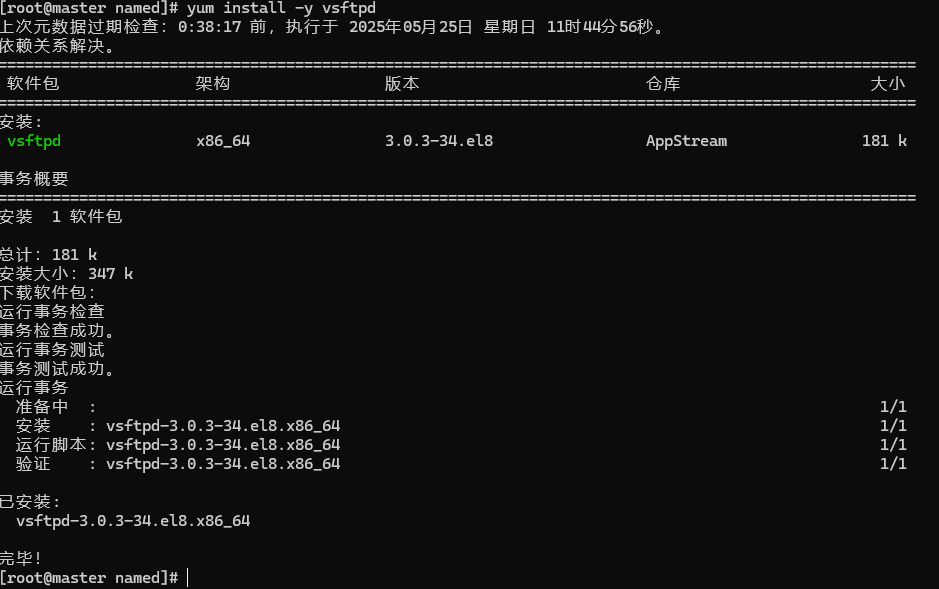 [root@master named]# yum install -y vsftpd
上次元数据过期检查：0:38:17 前，执行于 2025年05月25日 星期日 11时44分56秒。
依赖关系解决。
================================================================================
软件包 架构 版本 仓库 大小
================================================================================
安装:
vsftpd x86_64 3.0.3-34.el8 AppStream 181 k
事务概要
================================================================================
安装 1 软件包
总计：181 k
安装大小：347 k
下载软件包：
运行事务检查
事务检查成功。
运行事务测试
事务测试成功。
运行事务
准备中 : 1/1
安装 : vsftpd-3.0.3-34.el8.x86_64 1/1
运行脚本: vsftpd-3.0.3-34.el8.x86_64 1/1
验证 : vsftpd-3.0.3-34.el8.x86_64 1/1
已安装:
vsftpd-3.0.3-34.el8.x86_64
完毕！
[root@master named]#